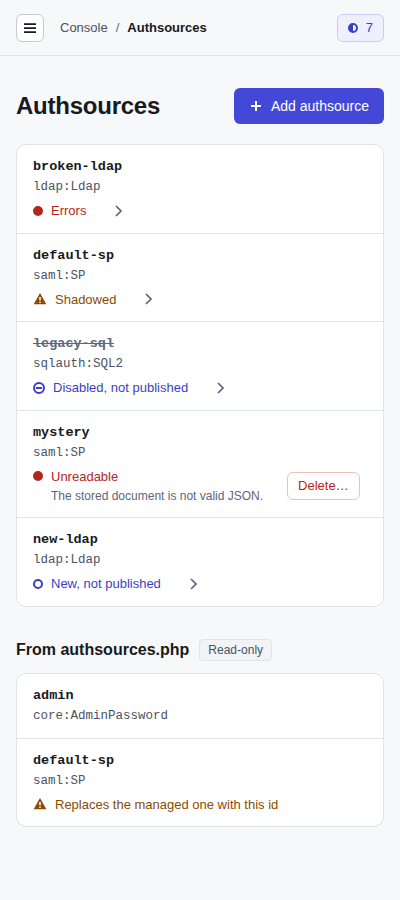 Console / Authsources
7
Authsources
Add authsource
broken-ldap
ldap:Ldap
Errors
default-sp
saml:SP
Shadowed
legacy-sql
sqlauth:SQL2
Disabled, not published
mystery
saml:SP
Unreadable
The stored document is not valid JSON.
Delete…
new-ldap
ldap:Ldap
New, not published
From authsources.php
Read-only
admin
core:AdminPassword
default-sp
saml:SP
Replaces the managed one with this id